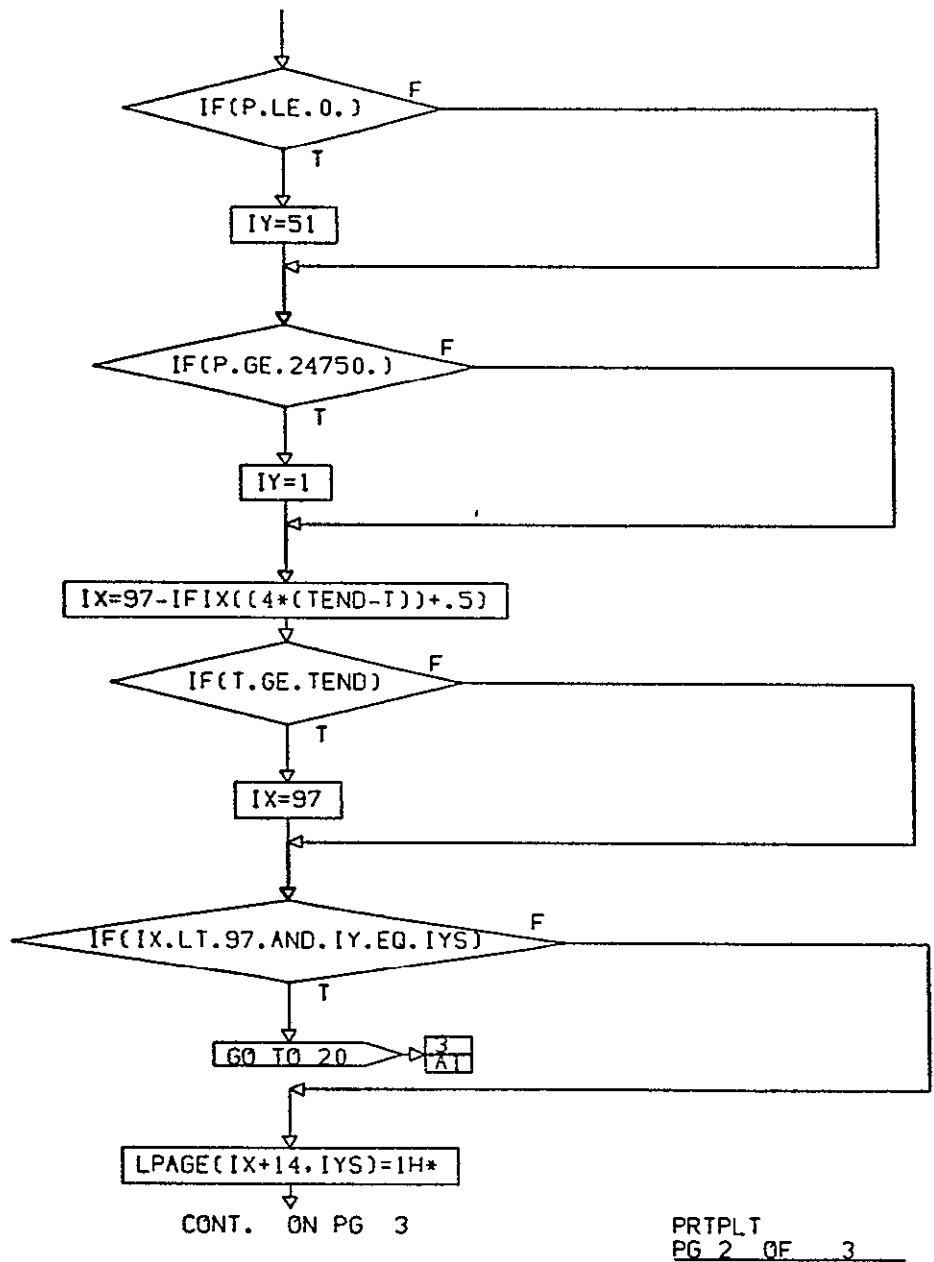 F
IF(P.LE.0.)
T
IY=51
F
IF(P.GE.24750.)
T
IY=1
IX=97-IFIX((4*(TEND-T))+.5)
F
IF(T.GE.TEND)
T
IX=97
F
IF(IX.LT.97.AND.IY.EQ.IYS)
T
GO TO 20
3
A1
LPAGE(IX+14,IYS)=1H*
CONT. ON PG 3
PRTPLT
PG 2 OF 3